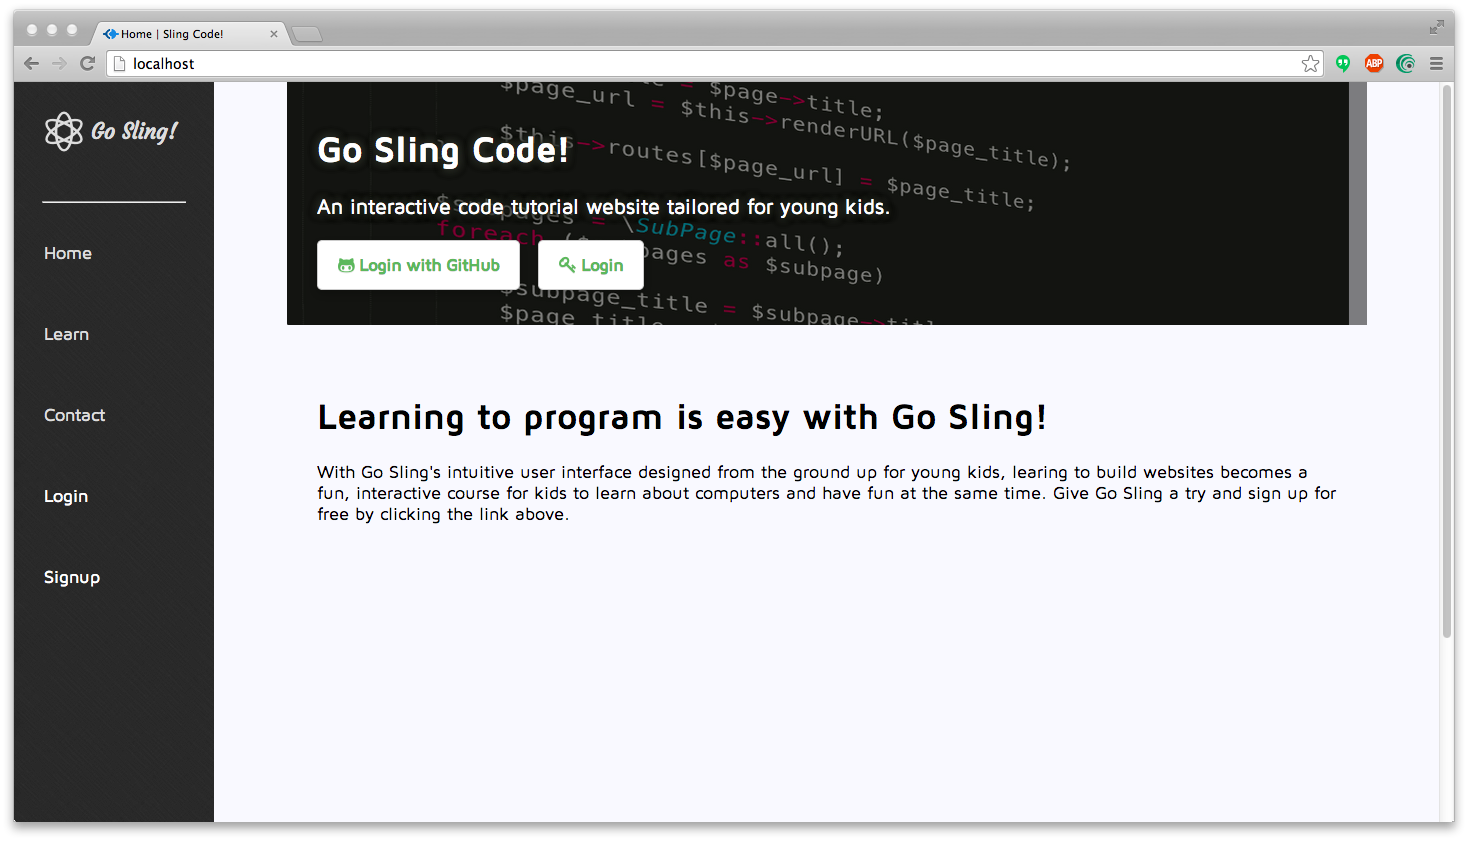 Home | Sling Code!
localhost
ABP
Go Sling!
Home
Learn
Contact
Login
Signup
= $page->title;
$page_url = $this->renderURL($page_title);
$this->routes[$page_url] = $page_title;
Go Sling Code!
An interactive code tutorial website tailored for young kids.
= \SubPage::all();
foreach pages as $subpage)
Login with GitHub
Login
$subpage_title = $subpage->
$page_title
Learning to program is easy with Go Sling!
With Go Sling's intuitive user interface designed from the ground up for young kids, learing to build websites becomes a
fun, interactive course for kids to learn about computers and have fun at the same time. Give Go Sling a try and sign up for
free by clicking the link above.